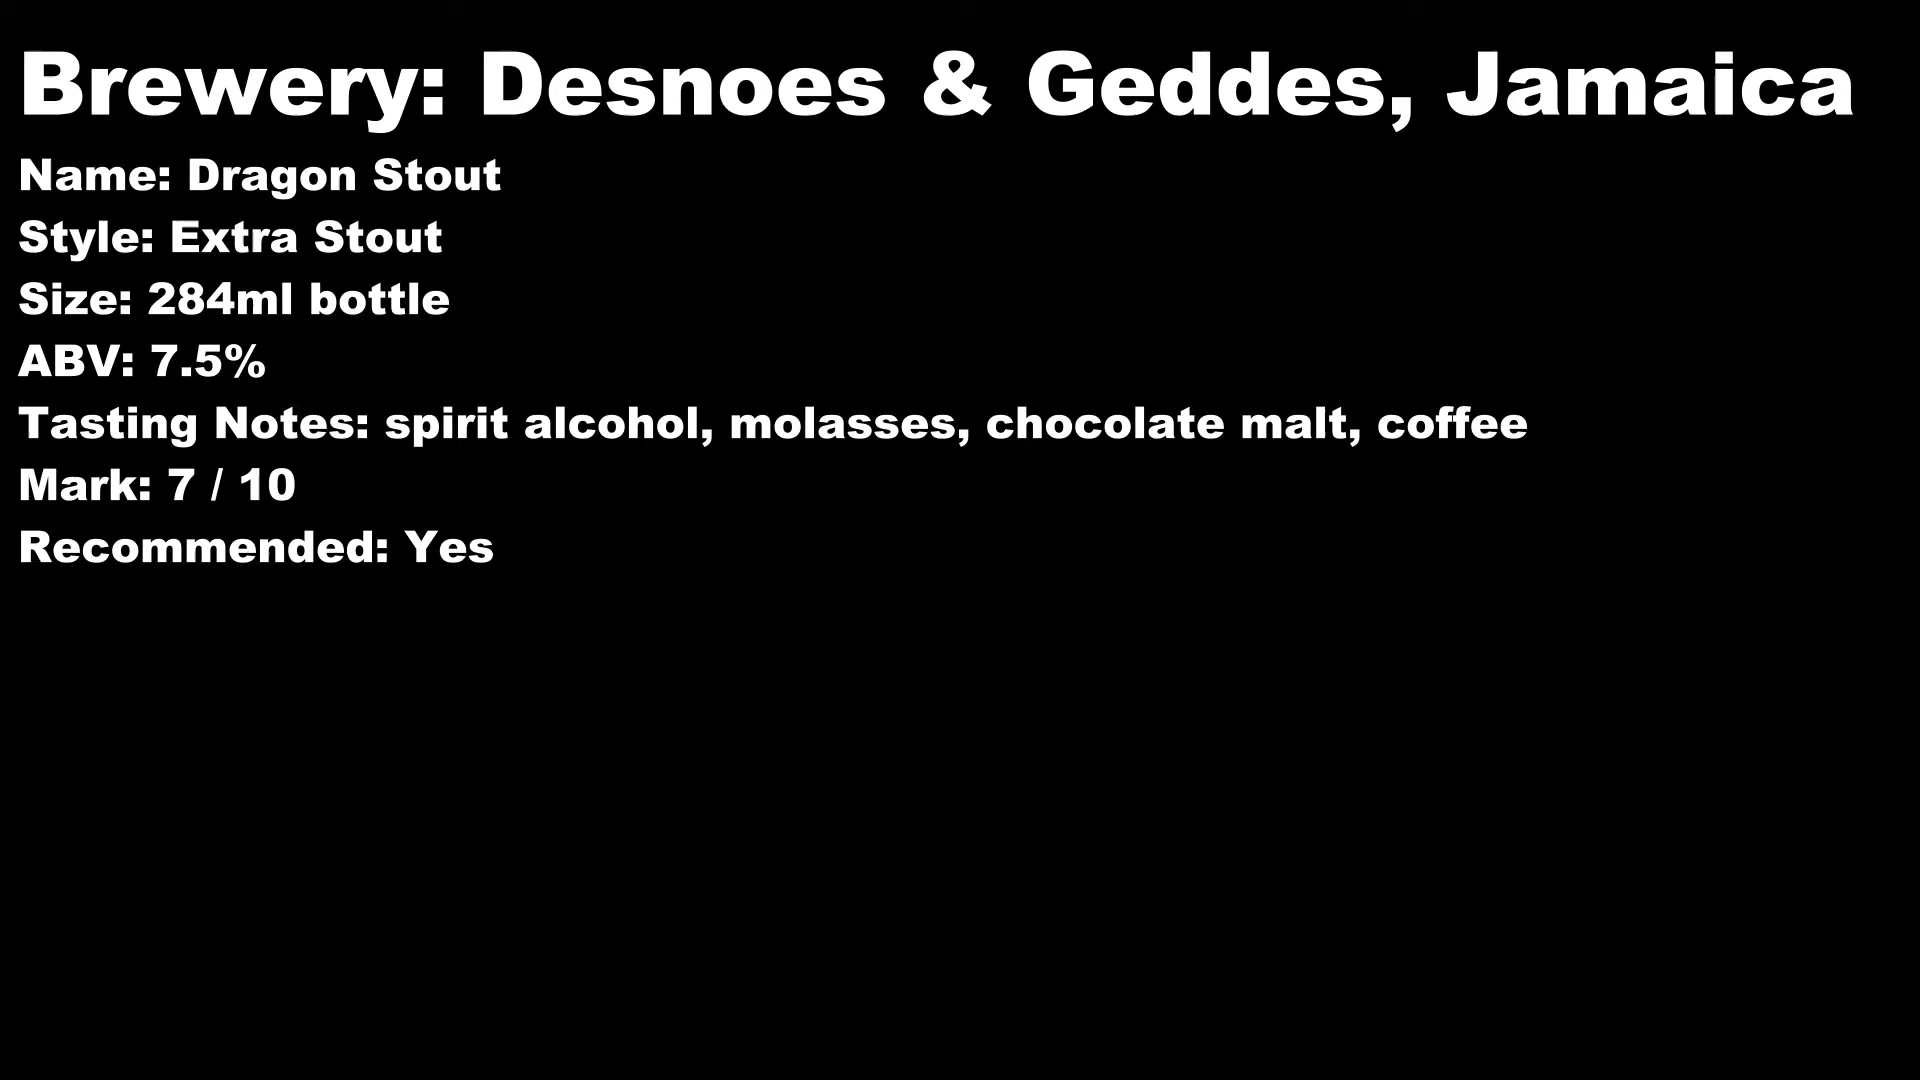 Brewery: Desnoes & Geddes, Jamaica
Name: Dragon Stout
Style: Extra Stout
Size: 284ml bottle
ABV: 7.5%
Tasting Notes: spirit alcohol, molasses, chocolate malt, coffee
Mark: 7 / 10
Recommended: Yes